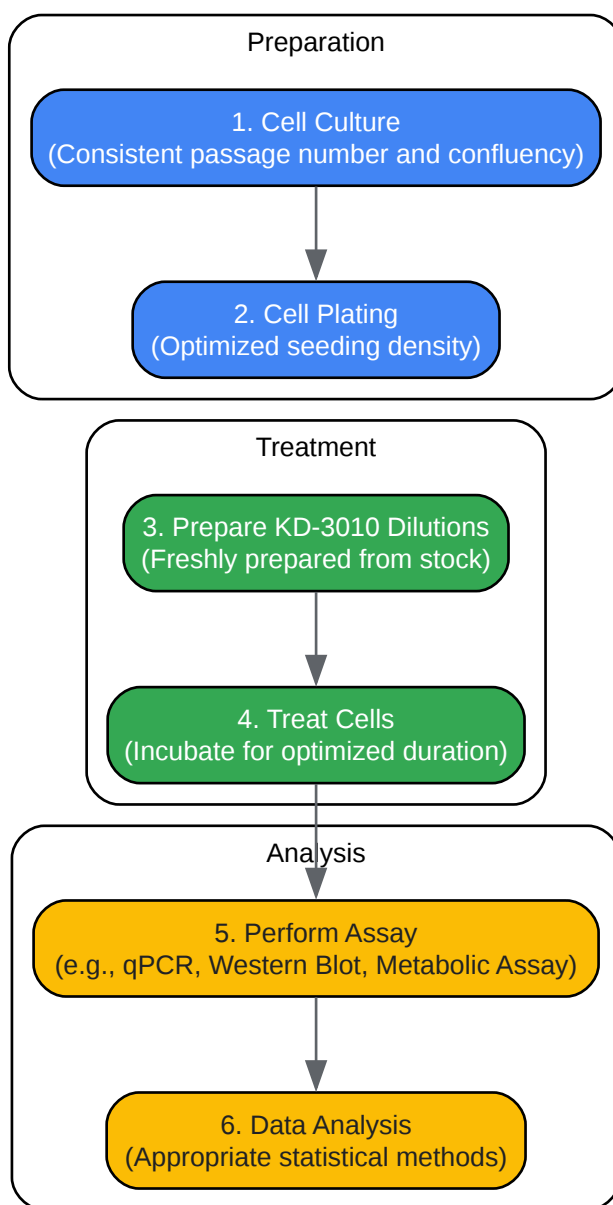 Preparation
1. Cell Culture
(Consistent passage number and confluency)
2. Cell Plating
(Optimized seeding density)
Treatment
3. Prepare KD-3010 Dilutions
(Freshly prepared from stock)
4. Treat Cells
(Incubate for optimized duration)
Analysis
5. Perform Assay
(e.g., qPCR, Western Blot, Metabolic Assay)
6. Data Analysis
(Appropriate statistical methods)